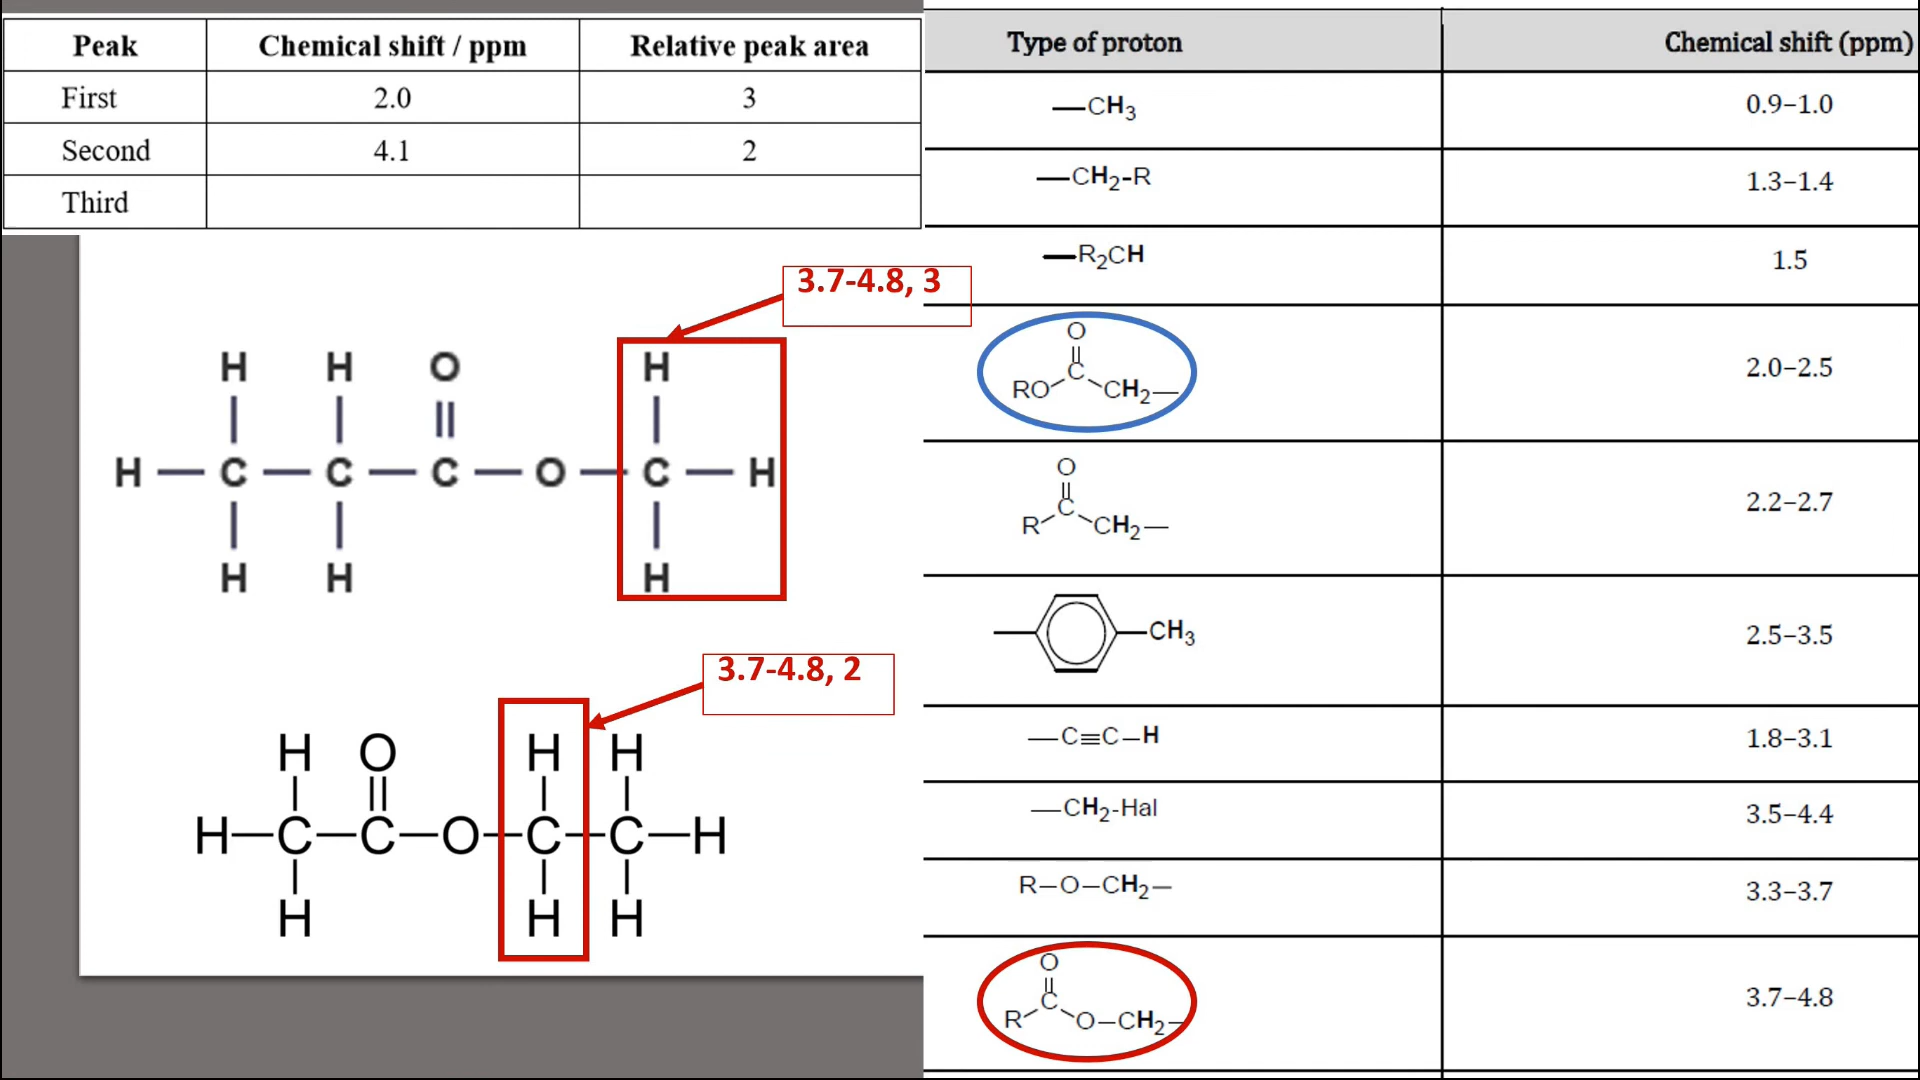 Peak Chemical shift / ppm Relative peak area
First 2.0 3
Second 4.1 2
Third
3.7-4.8, 3
H H O H
H — C — C — C — O — C — H
H H H
3.7-4.8, 2
H O H H
H—C—C—O—C—C—H
H H H
Type of proton Chemical shift (ppm)
—CH₃ 0.9–1.0
—CH₂-R 1.3–1.4
—R₂CH 1.5
O
C
RO CH₂— 2.0–2.5
O
C
R CH₂— 2.2–2.7
—CH₃ 2.5–3.5
—C≡C—H 1.8–3.1
—CH₂-Hal 3.5–4.4
R—O—CH₂— 3.3–3.7
O
C
R O—CH₂— 3.7–4.8